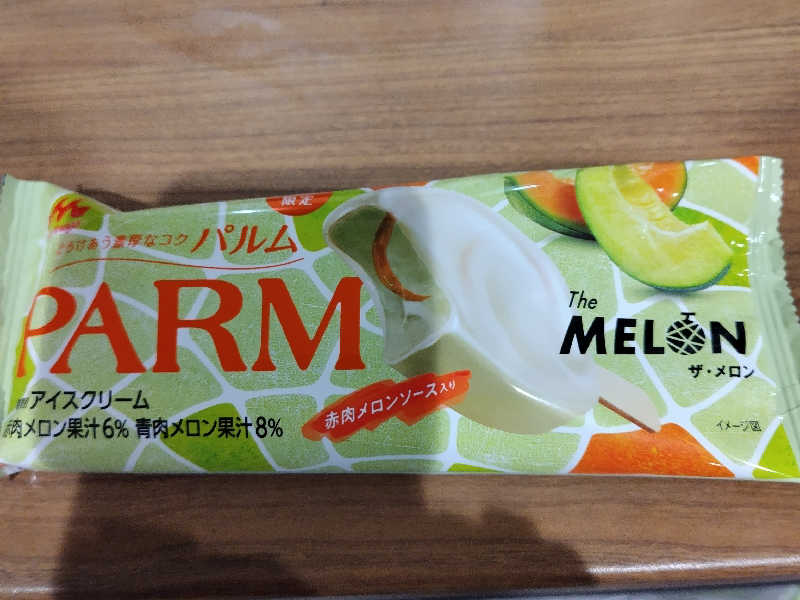 限定
とろけあう濃厚なコク パルム
PARM
The
MELON
ザ・メロン
種類 アイスクリーム
赤肉メロン果汁6% 青肉メロン果汁8%
赤肉メロンソース入り
イメージ図